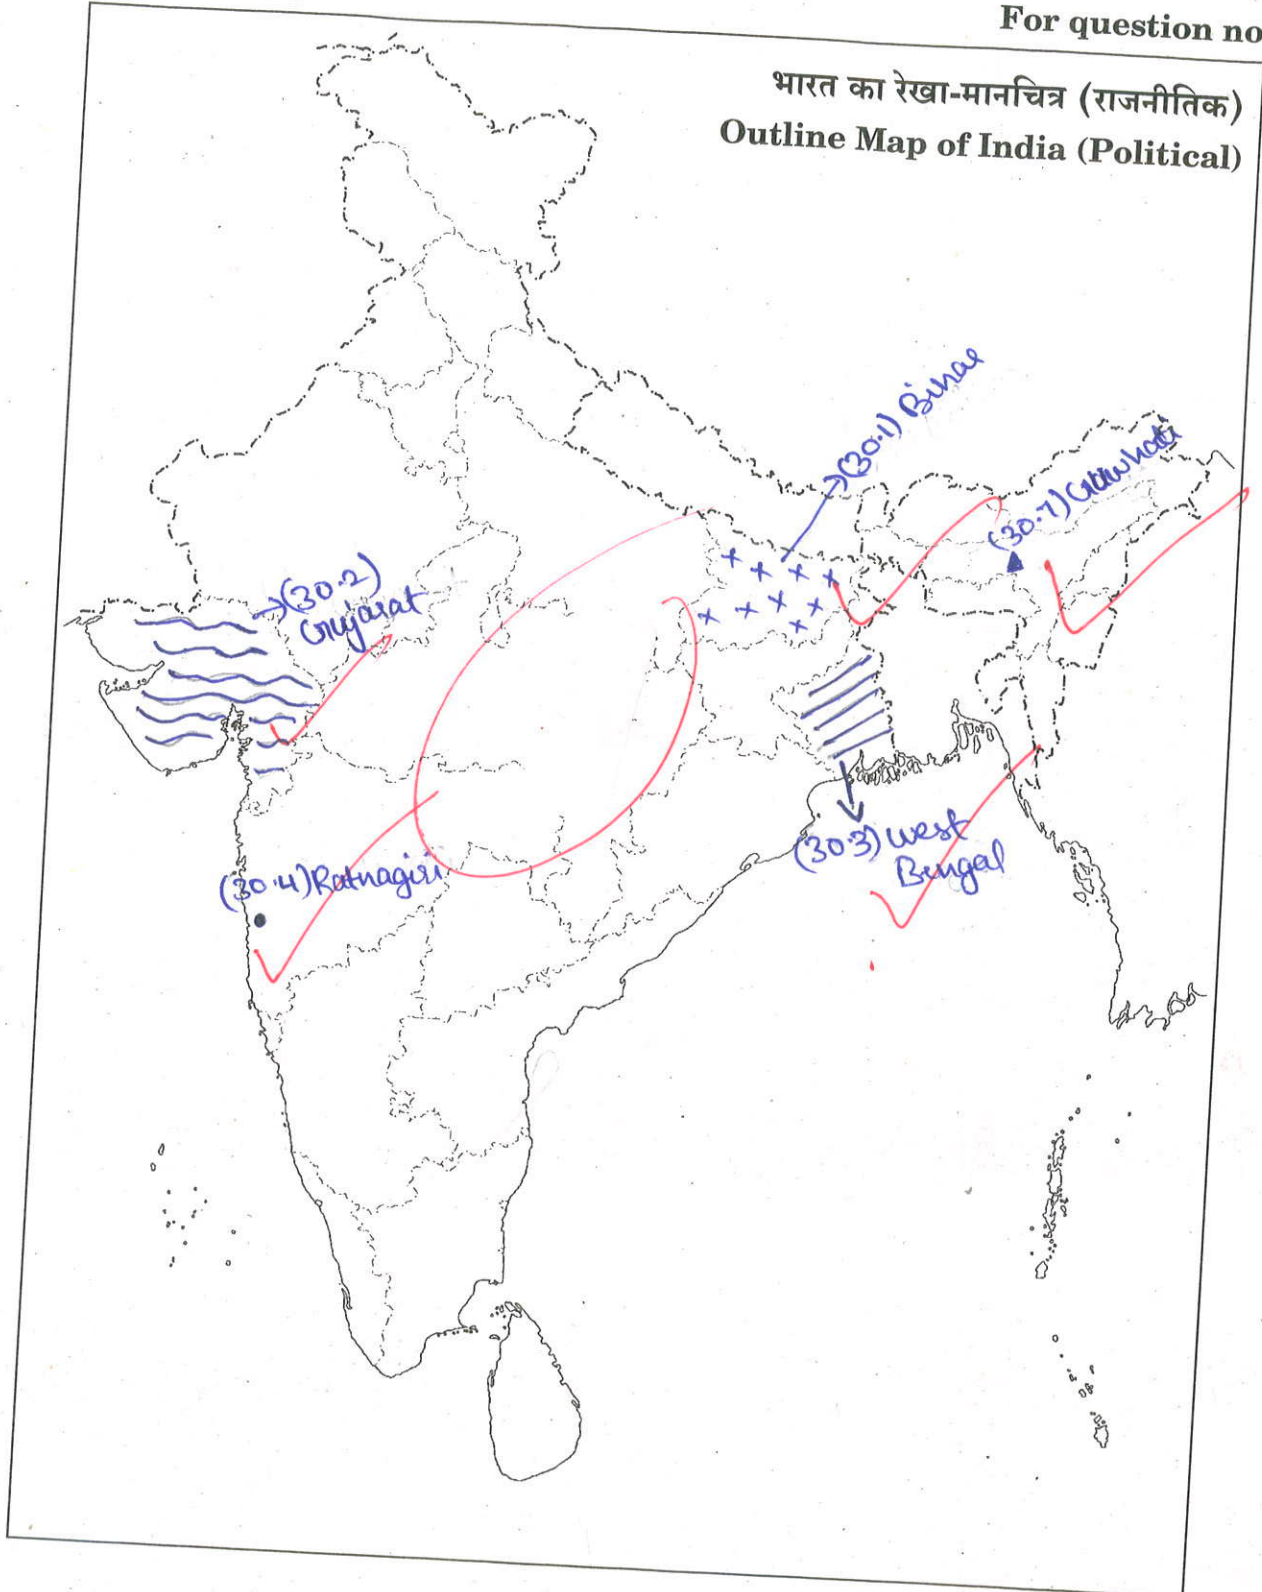 For question no
भारत का रेखा-मानचित्र (राजनीतिक)
Outline Map of India (Political)
(30.1) Bihar
(30.7) Guwhati
(30.2)
Gujarat
(30.3) West
Bengal
(30.4) Ratnagiri